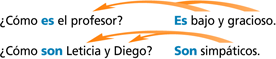 ¿Cómo es el profesor? Es bajo y gracioso.
¿Cómo son Leticia y Diego? Son simpáticos.